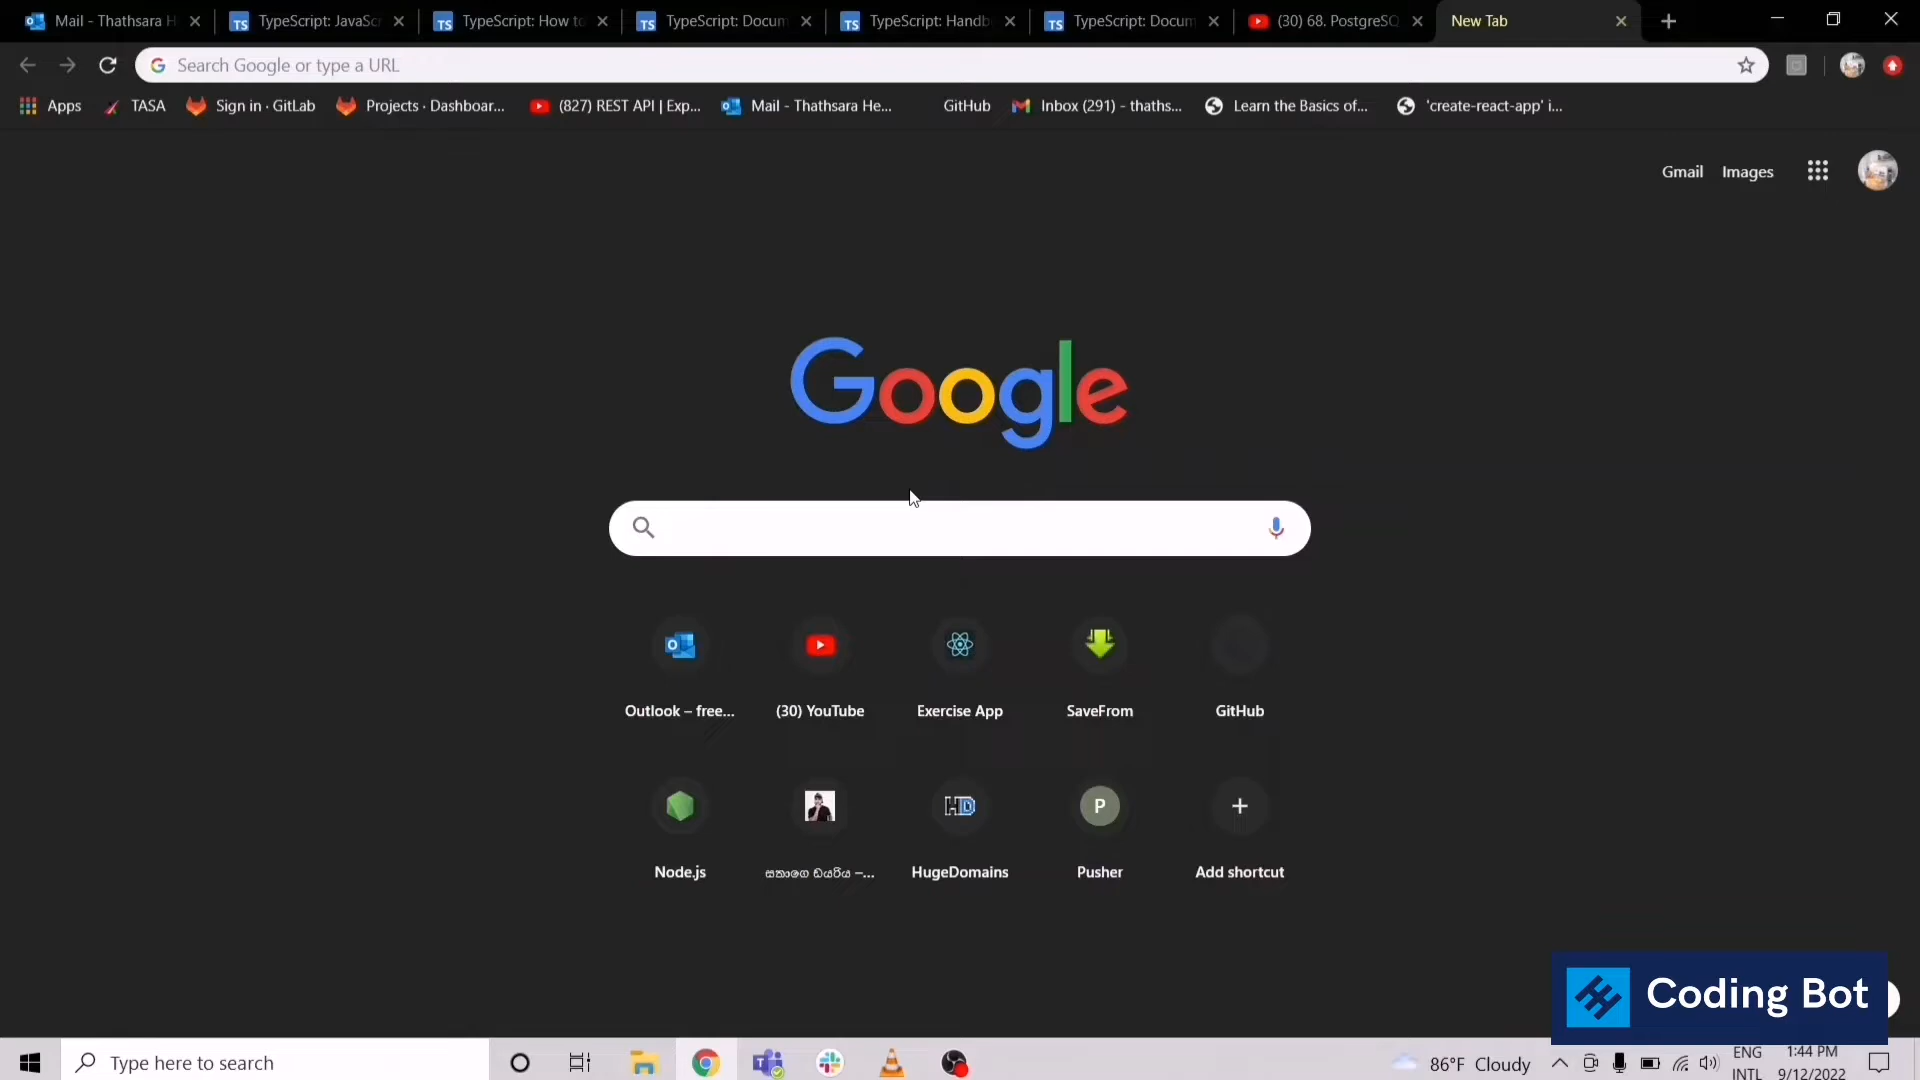 Mail - Thathsara H
TypeScript: JavaSc
TypeScript: How to
TypeScript: Docum
TypeScript: Handb
TypeScript: Docum
(30) 68. PostgreSQ
New Tab
Search Google or type a URL
Apps
TASA
Sign in · GitLab
Projects · Dashboar...
(827) REST API | Exp...
Mail - Thathsara He...
GitHub
Inbox (291) - thaths...
Learn the Basics of...
'create-react-app' i...
Gmail
Images
Google
Outlook – free...
(30) YouTube
Exercise App
SaveFrom
GitHub
HD
P
Node.js
සතාගෙ ඩයරිය –...
HugeDomains
Pusher
Add shortcut
Coding Bot
Type here to search
86°F Cloudy
ENG
INTL
1:44 PM
9/12/2022